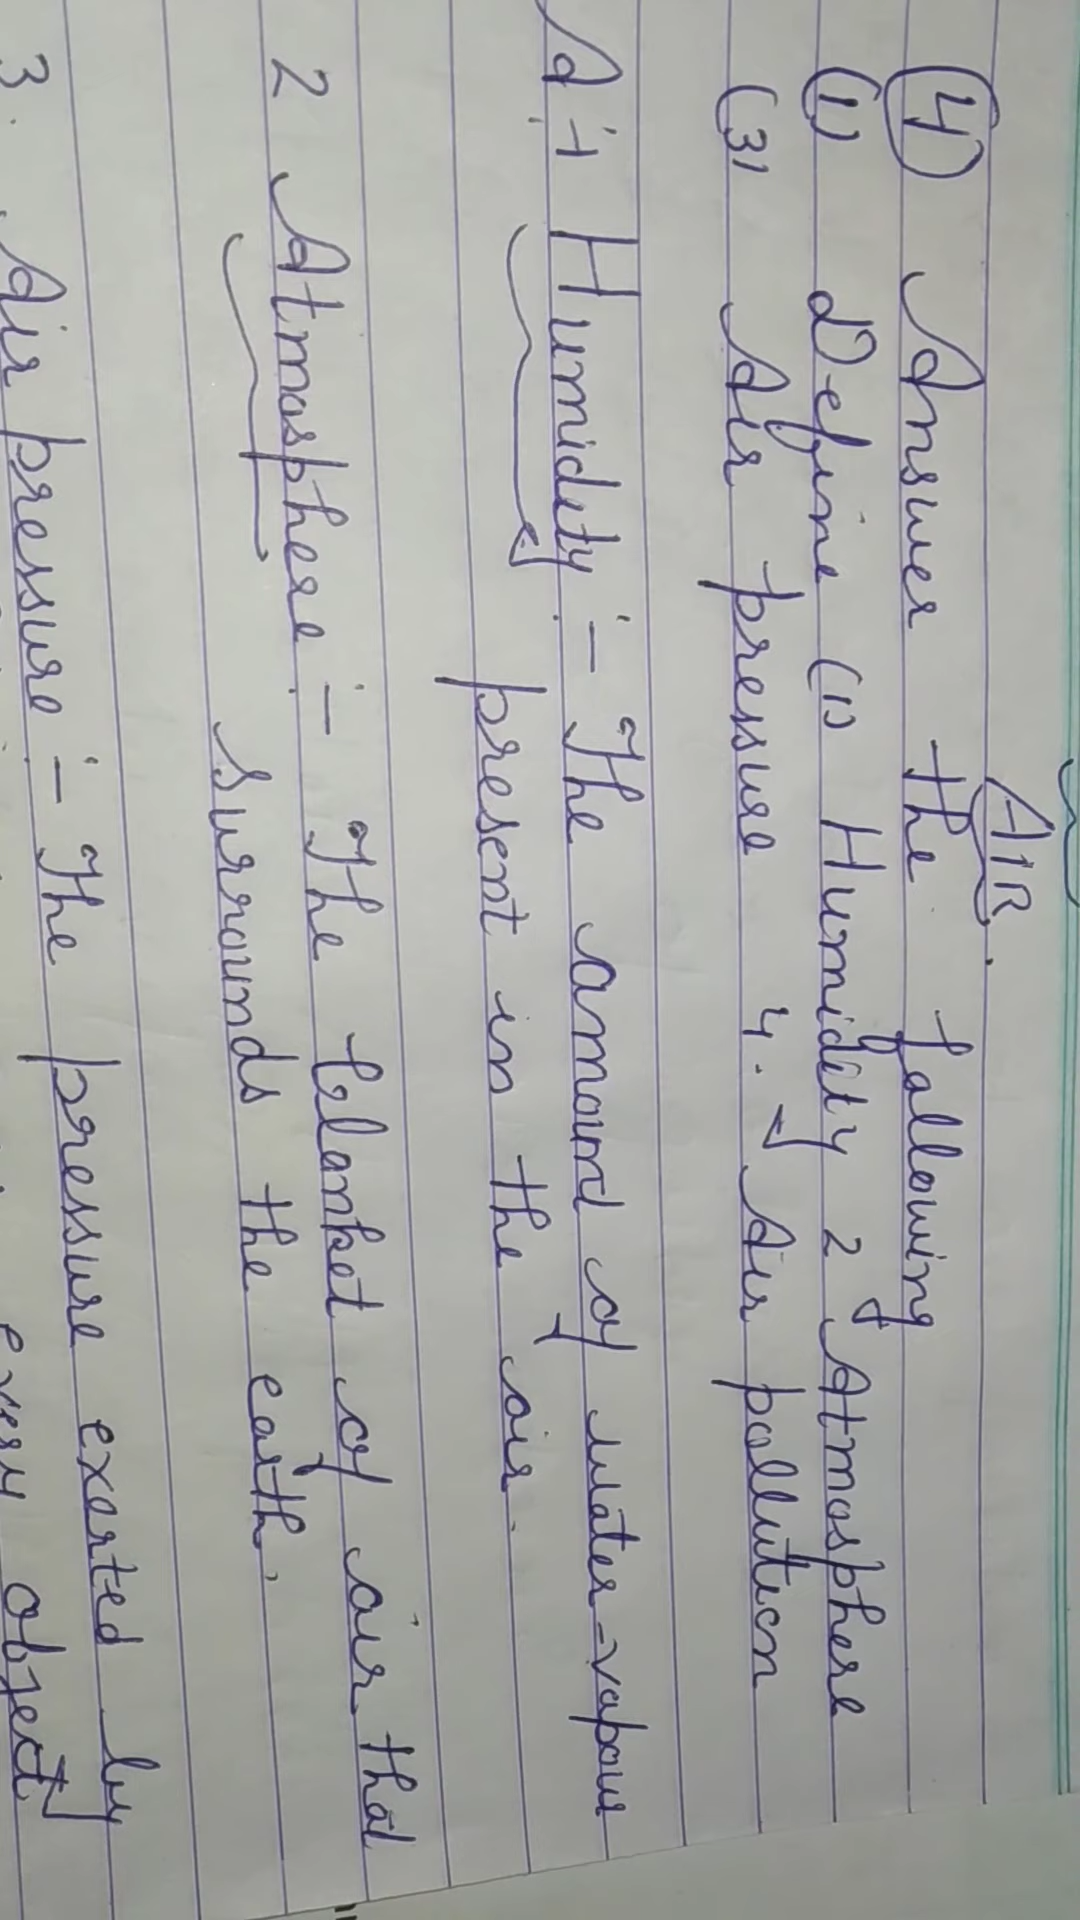 AIR
(4) Answer the following
(1) Define (1) Humidity 2 Atmosphere
(3) Air pressure 4. Air pollution
A:1 Humidity :- The amount of water-vapour
present in the air.
2 Atmosphere :- The blanket of air that
surrounds the earth.
3. Air pressure :- The pressure exerted by
every object